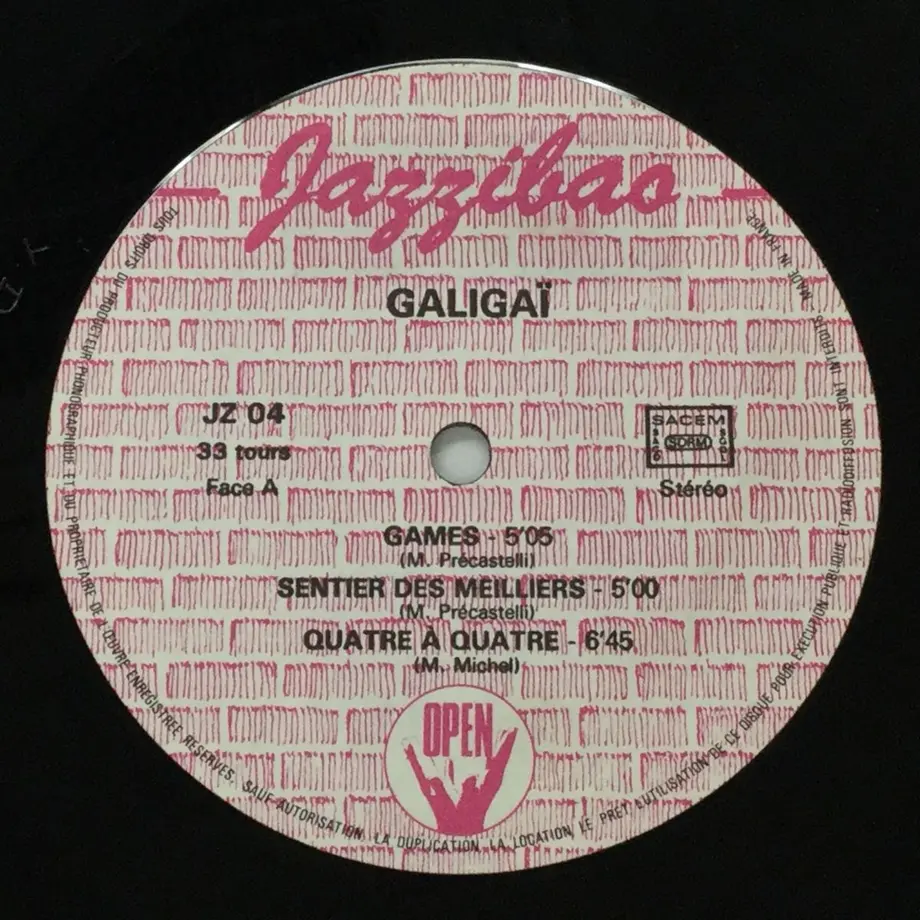 Jazzibao
GALIGAÏ
JZ 04
33 tours
Face A
SACEM
SACD
SDRM
SCDL
Stéréo
GAMES - 5'05
(M. Précastelli)
SENTIER DES MEILLIERS - 5'00
(M. Précastelli)
QUATRE À QUATRE - 6'45
(M. Michel)
OPEN
TOUS DROITS DU PRODUCTEUR PHONOGRAPHIQUE ET DU PROPRIETAIRE DE L'ŒUVRE ENREGISTREE RESERVES. SAUF AUTORISATION, LA DUPLICATION, LA LOCATION, LE PRET, L'UTILISATION DE CE DISQUE POUR EXECUTION PUBLIQUE ET RADIODIFFUSION SONT INTERDITS. MADE IN FRANCE